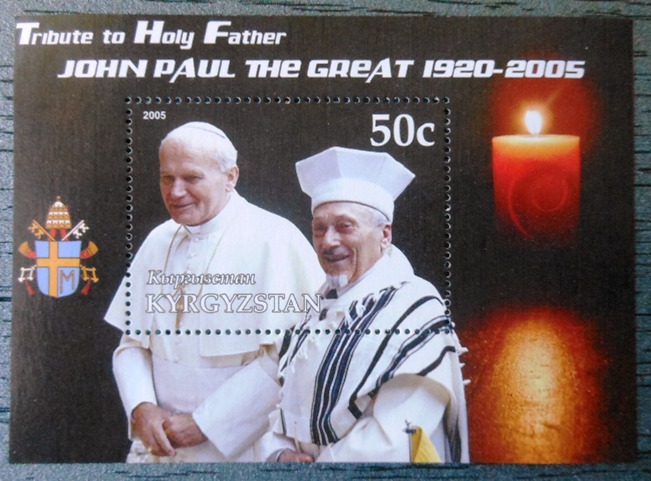 Tribute to Holy Father
JOHN PAUL THE GREAT 1920-2005
2005
50c
Кыргызстан
KYRGYZSTAN
M